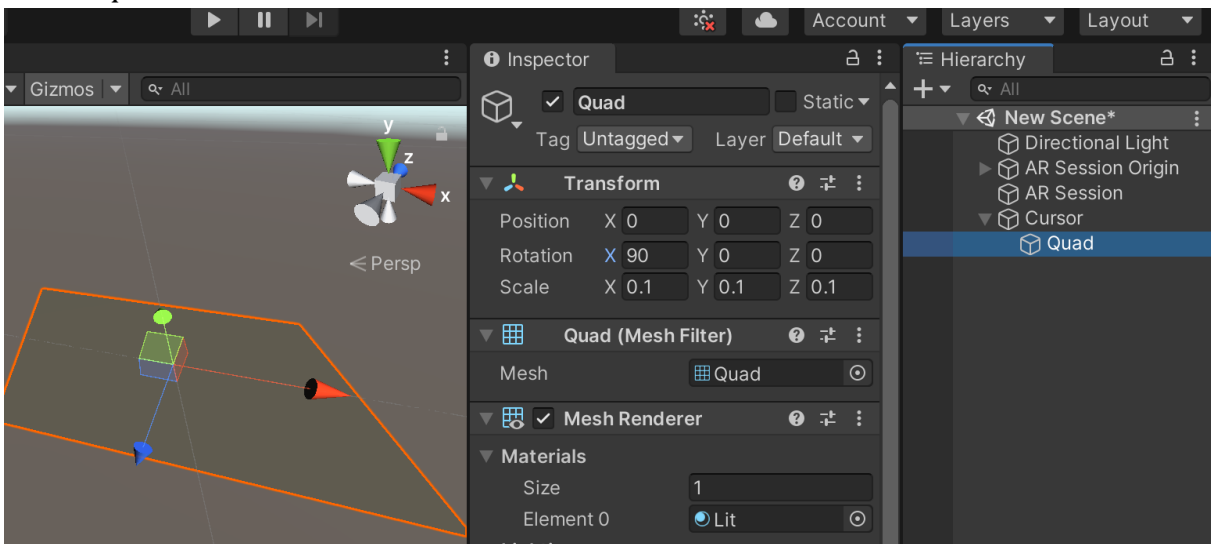 Account Layers Layout
Gizmos All
y
z
x
Persp
Inspector
Quad Static
Tag Untagged Layer Default
Transform
Position X 0 Y 0 Z 0
Rotation X 90 Y 0 Z 0
Scale X 0.1 Y 0.1 Z 0.1
Quad (Mesh Filter)
Mesh Quad
Mesh Renderer
Materials
Size 1
Element 0 Lit
Hierarchy
All
New Scene*
Directional Light
AR Session Origin
AR Session
Cursor
Quad